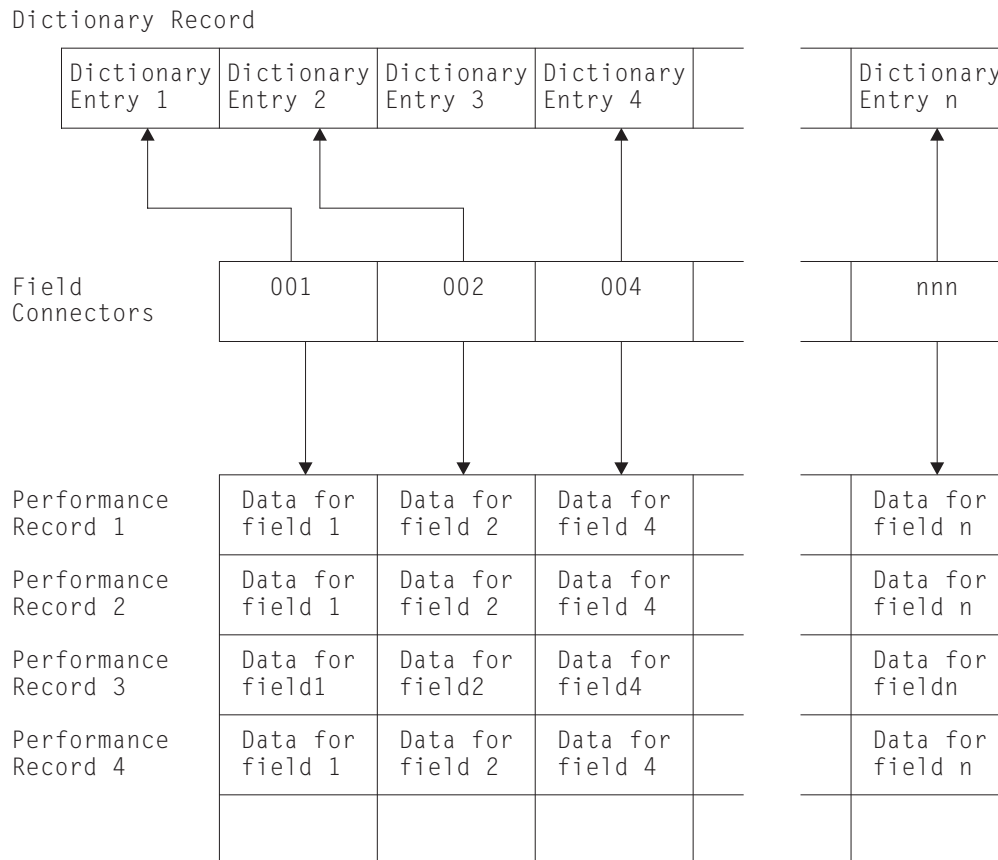 Dictionary Record
Dictionary Dictionary Dictionary Dictionary Dictionary
Entry 1 Entry 2 Entry 3 Entry 4 Entry n
Field 001 002 004 nnn
Connectors
Performance Data for Data for Data for Data for
Record 1 field 1 field 2 field 4 field n
Performance Data for Data for Data for Data for
Record 2 field 1 field 2 field 4 field n
Performance Data for Data for Data for Data for
Record 3 field1 field2 field4 fieldn
Performance Data for Data for Data for Data for
Record 4 field 1 field 2 field 4 field n